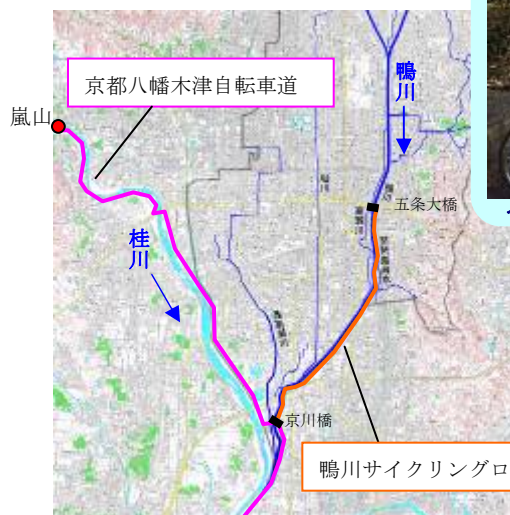 京都八幡木津自転車道
嵐山
鴨川
五条大橋
桂川
京川橋
鴨川サイクリングロ